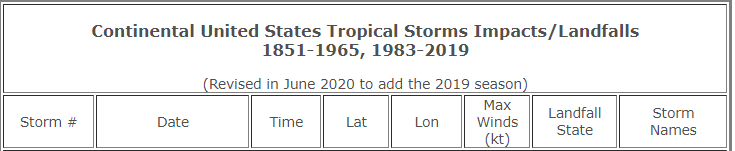 Continental United States Tropical Storms Impacts/Landfalls
1851-1965, 1983-2019
(Revised in June 2020 to add the 2019 season)
Storm #
Date
Time
Lat
Lon
Max
Winds
(kt)
Landfall
State
Storm
Names